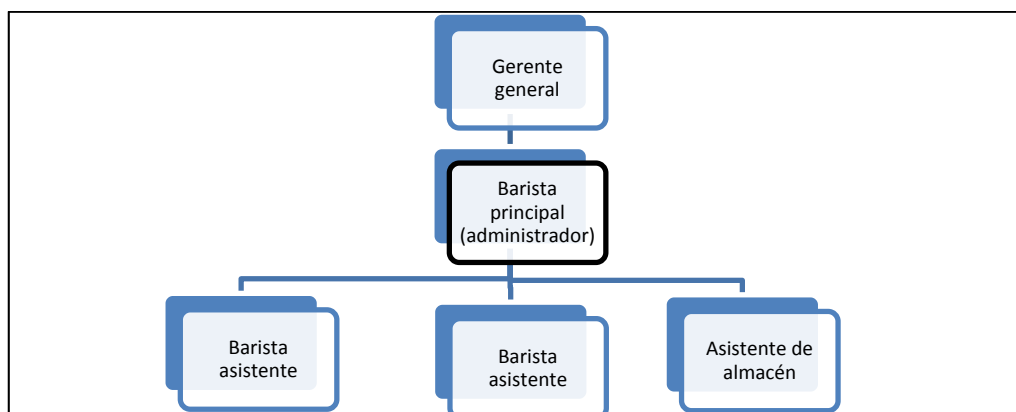 Gerente
general
Barista
principal
(administrador)
Barista
asistente
Barista
asistente
Asistente de
almacén